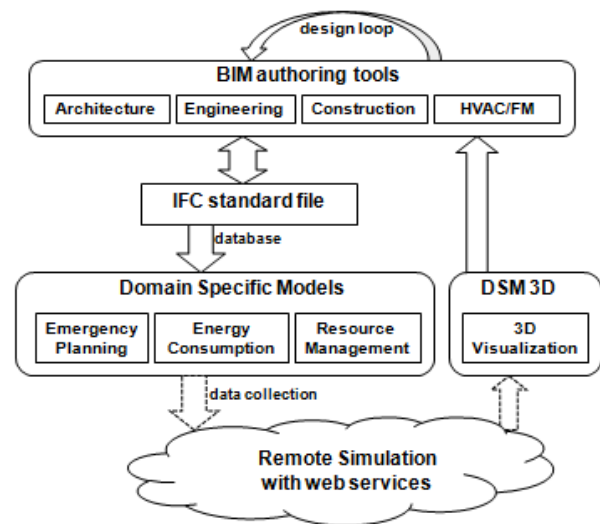 design loop
BIM authoring tools
Architecture
Engineering
Construction
HVAC/FM
IFC standard file
database
Domain Specific Models
Emergency
Planning
Energy
Consumption
Resource
Management
DSM 3D
3D
Visualization
data collection
Remote Simulation
with web services